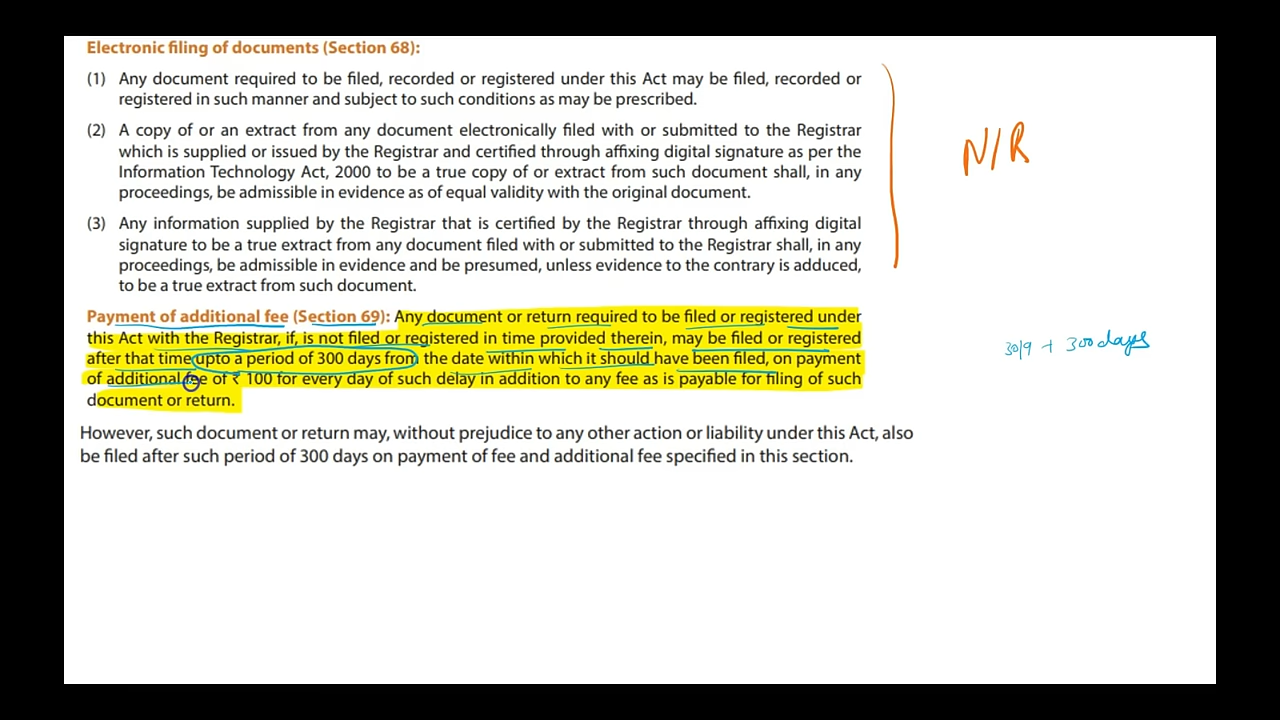 Electronic filing of documents (Section 68):
(1) Any document required to be filed, recorded or registered under this Act may be filed, recorded or
registered in such manner and subject to such conditions as may be prescribed.
(2) A copy of or an extract from any document electronically filed with or submitted to the Registrar
which is supplied or issued by the Registrar and certified through affixing digital signature as per the
Information Technology Act, 2000 to be a true copy of or extract from such document shall, in any
proceedings, be admissible in evidence as of equal validity with the original document.
(3) Any information supplied by the Registrar that is certified by the Registrar through affixing digital
signature to be a true extract from any document filed with or submitted to the Registrar shall, in any
proceedings, be admissible in evidence and be presumed, unless evidence to the contrary is adduced,
to be a true extract from such document.
N/R
Payment of additional fee (Section 69): Any document or return required to be filed or registered under
this Act with the Registrar, if, is not filed or registered in time provided therein, may be filed or registered
after that time upto a period of 300 days from the date within which it should have been filed, on payment
of additional fee of ₹ 100 for every day of such delay in addition to any fee as is payable for filing of such
document or return.
30/9 + 300 days
However, such document or return may, without prejudice to any other action or liability under this Act, also
be filed after such period of 300 days on payment of fee and additional fee specified in this section.